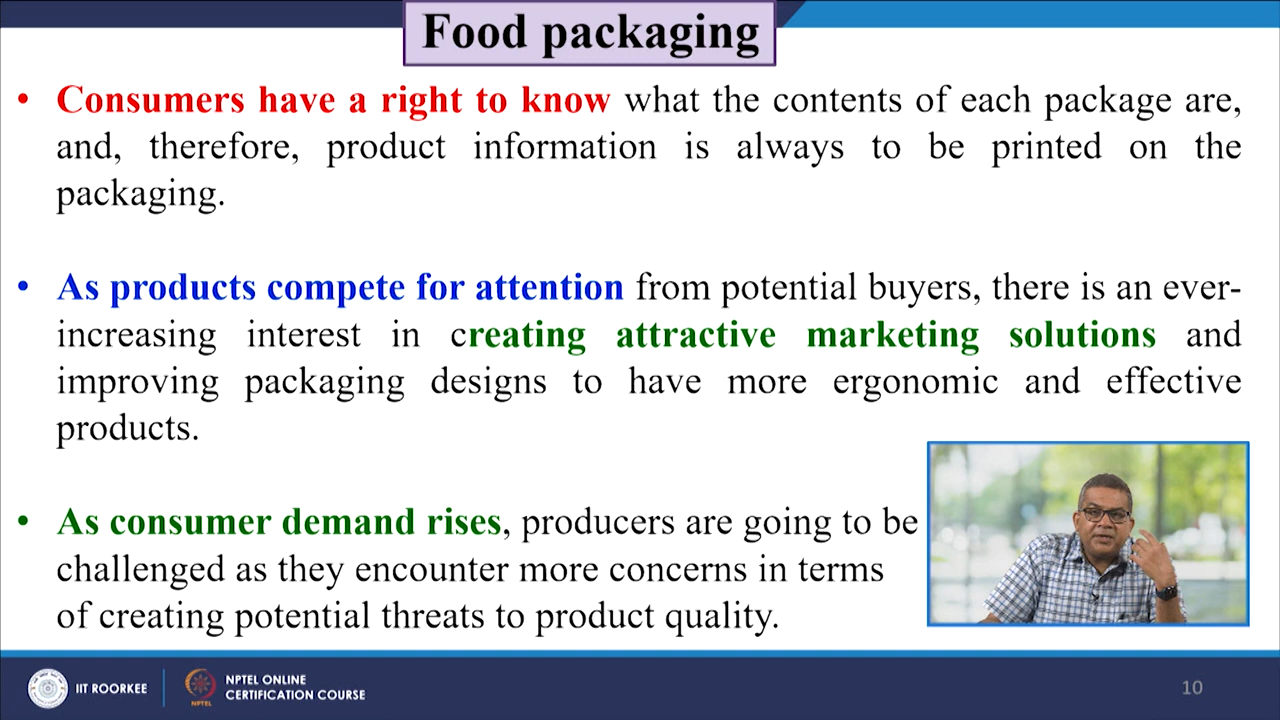 Food packaging
• Consumers have a right to know what the contents of each package are,
and, therefore, product information is always to be printed on the
packaging.
• As products compete for attention from potential buyers, there is an ever-
increasing interest in creating attractive marketing solutions and
improving packaging designs to have more ergonomic and effective
products.
• As consumer demand rises, producers are going to be
challenged as they encounter more concerns in terms
of creating potential threats to product quality.
IIT ROORKEE
NPTEL
NPTEL ONLINE
CERTIFICATION COURSE
10